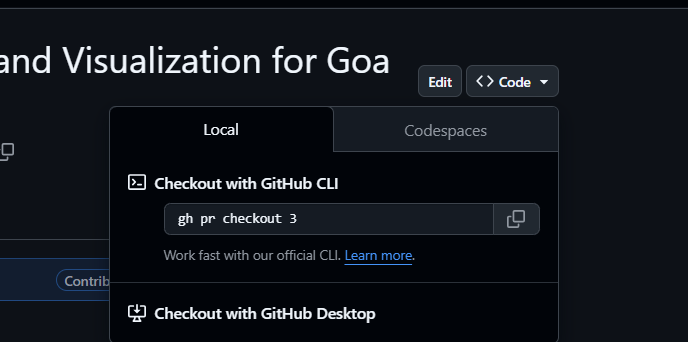 and Visualization for Goa
Edit
Code
Local
Codespaces
Checkout with GitHub CLI
gh pr checkout 3
Work fast with our official CLI. Learn more.
Contrib
Checkout with GitHub Desktop